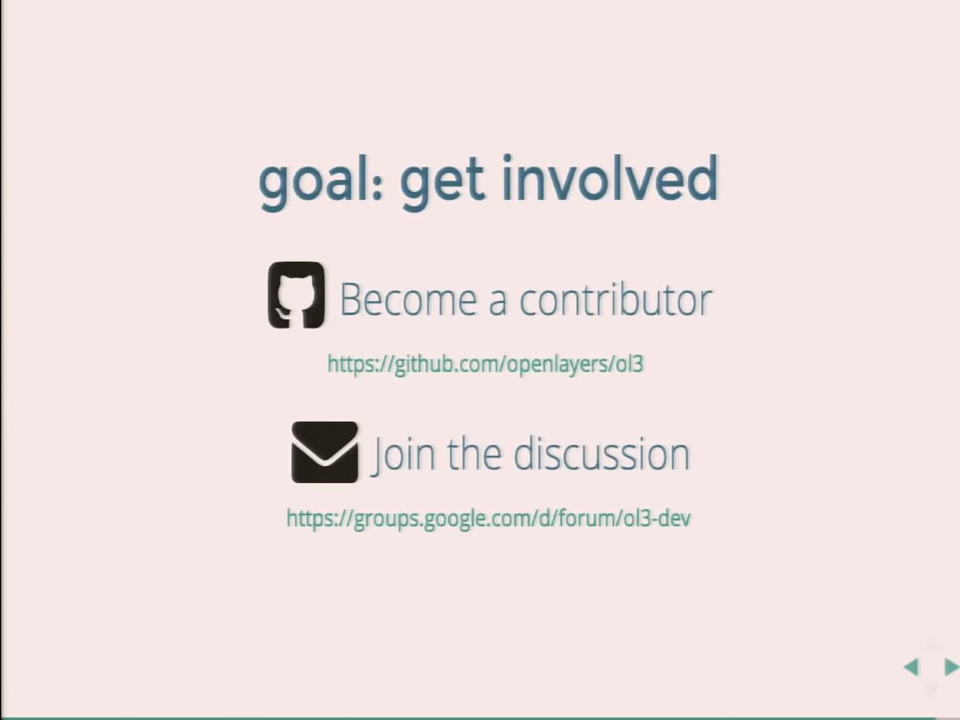 goal: get involved
Become a contributor
https://github.com/openlayers/ol3
Join the discussion
https://groups.google.com/d/forum/ol3-dev